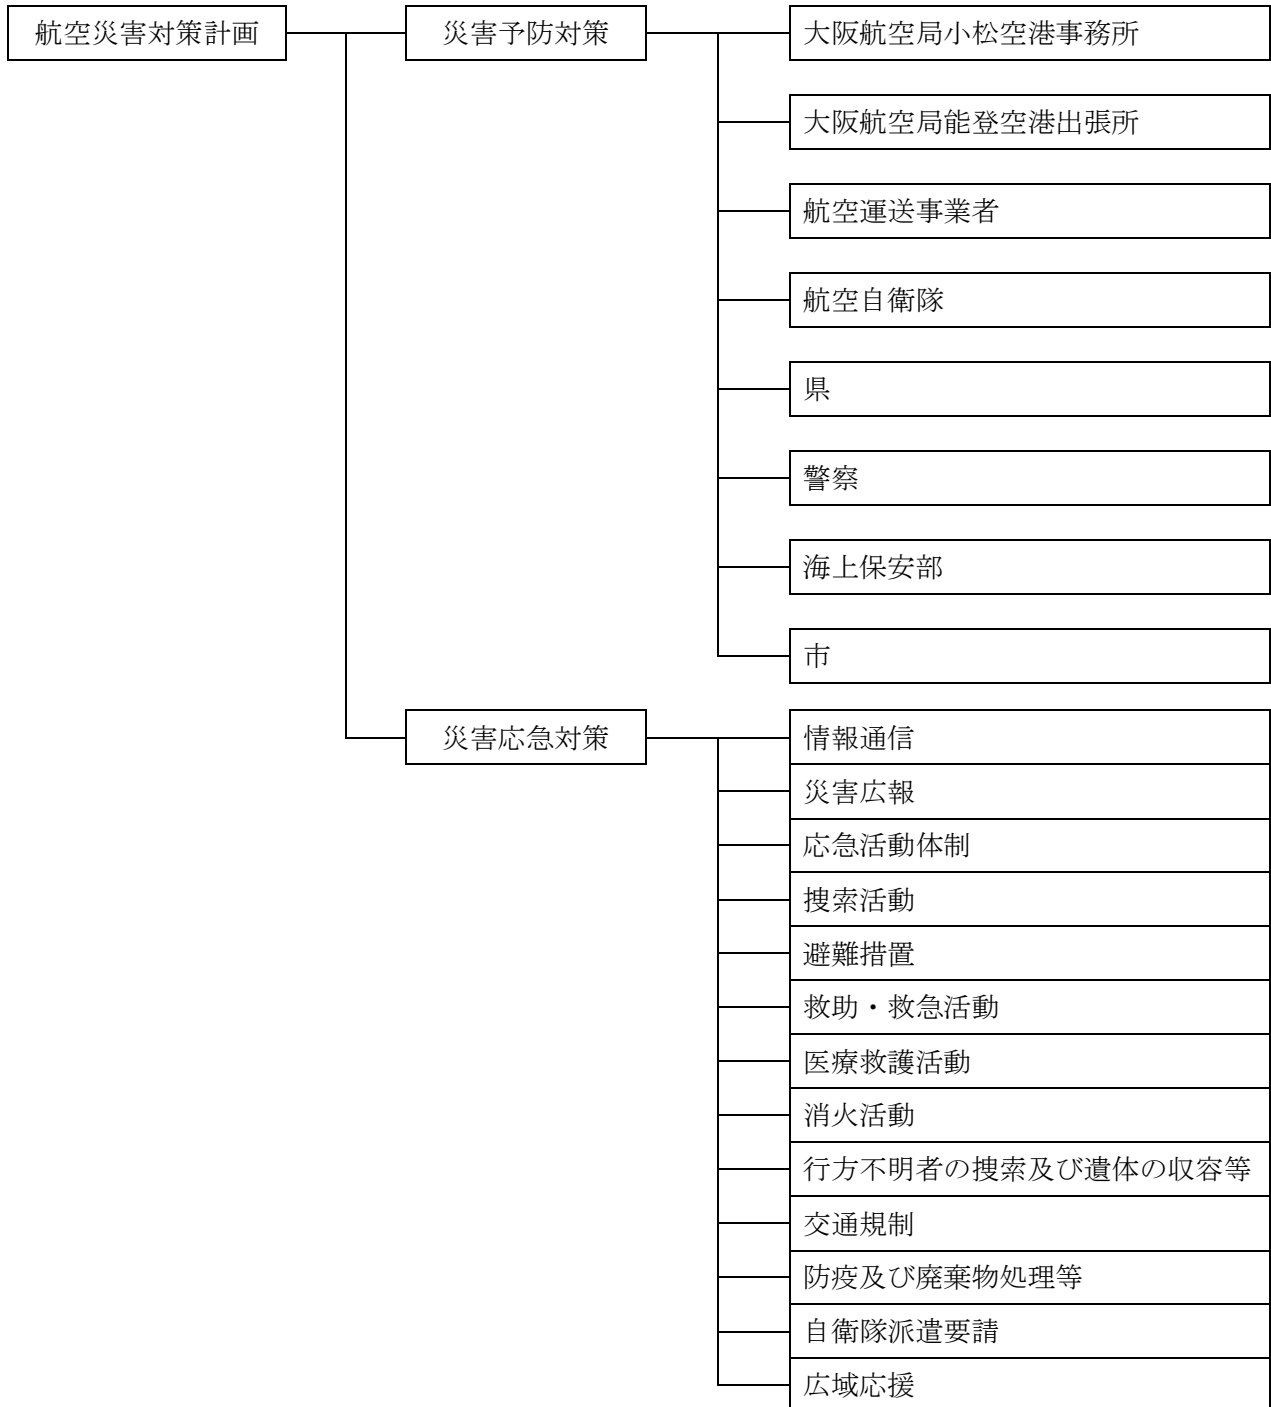 航空災害対策計画
災害予防対策
大阪航空局小松空港事務所
大阪航空局能登空港出張所
航空運送事業者
航空自衛隊
県
警察
海上保安部
市
災害応急対策
情報通信
災害広報
応急活動体制
捜索活動
避難措置
救助・救急活動
医療救護活動
消火活動
行方不明者の捜索及び遺体の収容等
交通規制
防疫及び廃棄物処理等
自衛隊派遣要請
広域応援